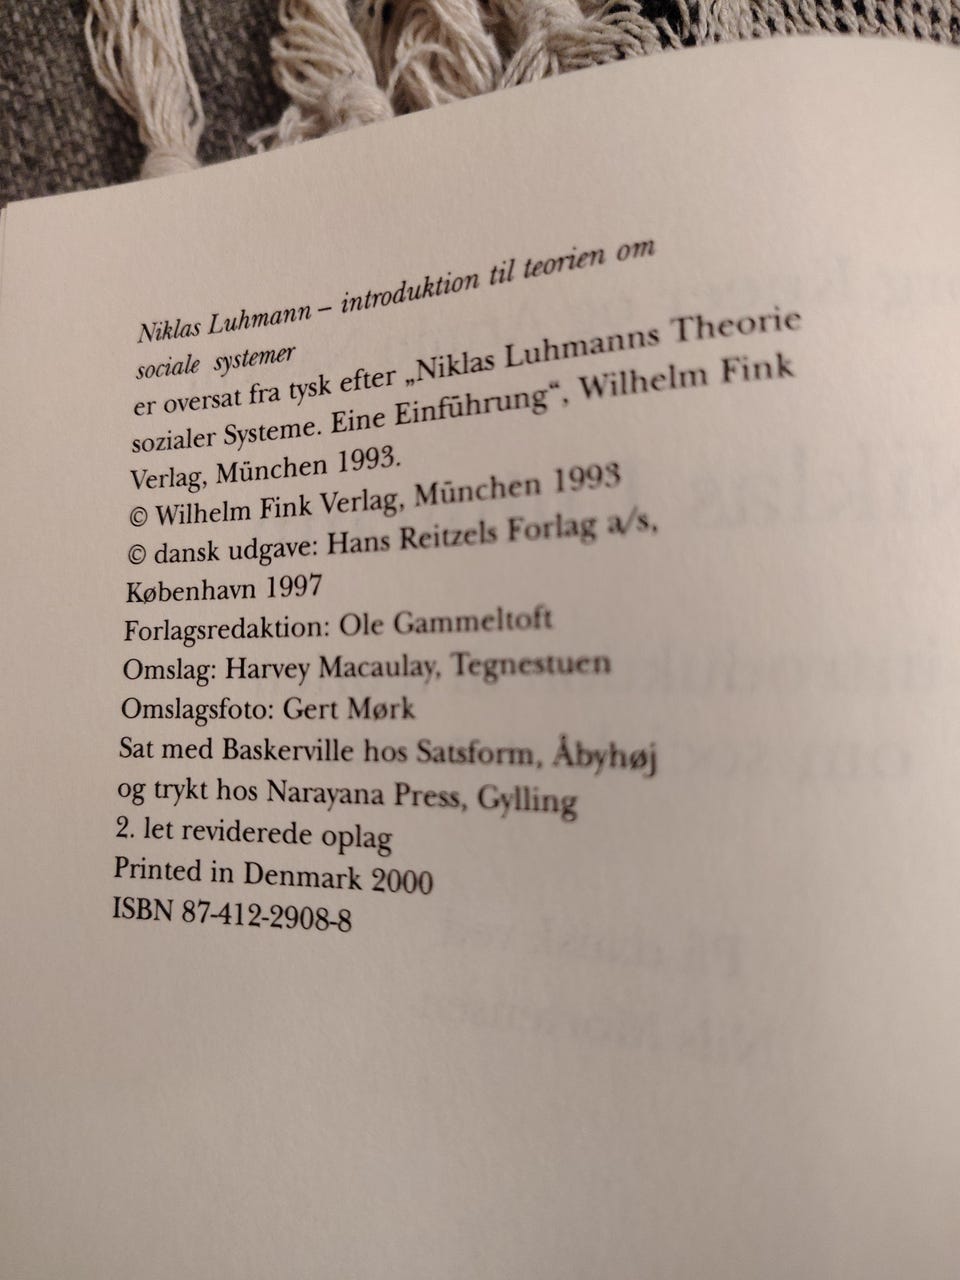 Niklas Luhmann – introduktion til teorien om
sociale systemer
er oversat fra tysk efter „Niklas Luhmanns Theorie
sozialer Systeme. Eine Einführung“, Wilhelm Fink
Verlag, München 1993.
© Wilhelm Fink Verlag, München 1993
© dansk udgave: Hans Reitzels Forlag a/s,
København 1997
Forlagsredaktion: Ole Gammeltoft
Omslag: Harvey Macaulay, Tegnestuen
Omslagsfoto: Gert Mørk
Sat med Baskerville hos Satsform, Åbyhøj
og trykt hos Narayana Press, Gylling
2. let reviderede oplag
Printed in Denmark 2000
ISBN 87-412-2908-8